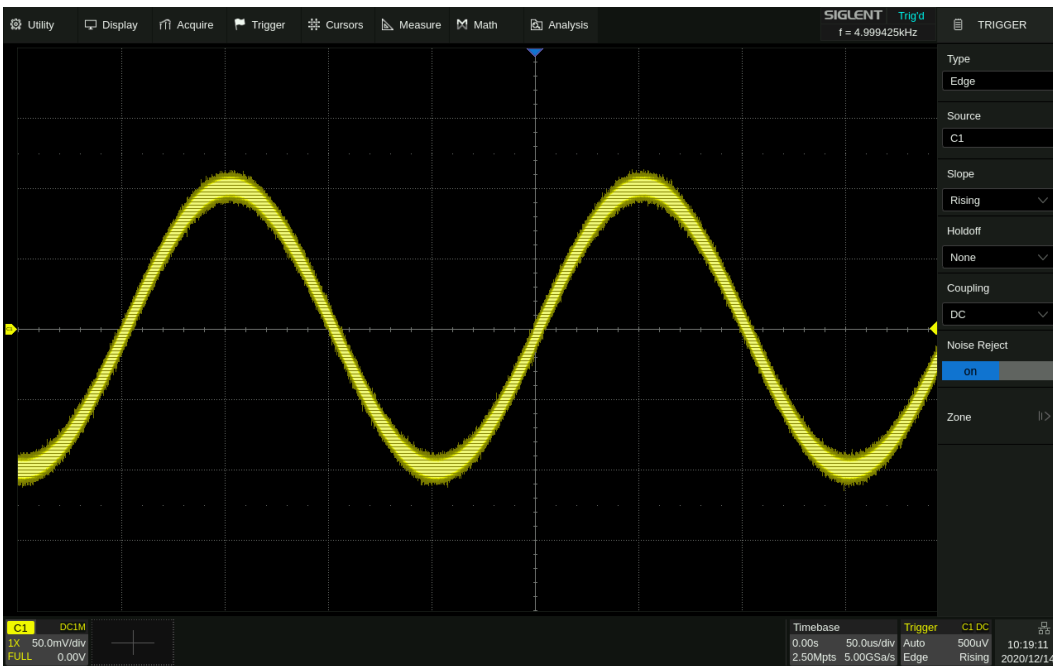 Utility Display Acquire Trigger Cursors Measure Math Analysis
SIGLENT Trig'd
f = 4.999425kHz
TRIGGER
Type
Edge
Source
C1
Slope
Rising
Holdoff
None
Coupling
DC
Noise Reject
on
Zone
C1 DC1M
1X 50.0mV/div
FULL 0.00V
Timebase
0.00s 50.0us/div
2.50Mpts 5.00GSa/s
Trigger C1 DC
Auto 500uV
Edge Rising
10:19:11
2020/12/14